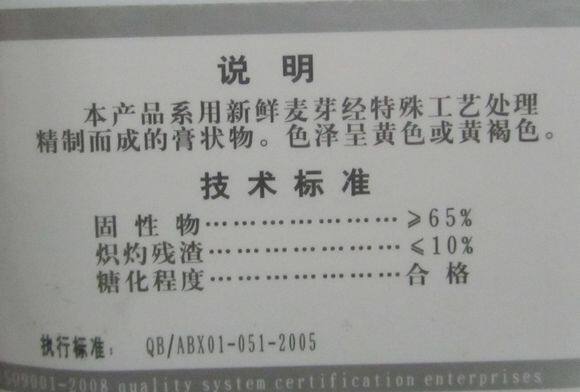 说明
本产品系用新鲜麦芽经特殊工艺处理
精制而成的膏状物。色泽呈黄色或黄褐色。
技术标准
固性物…………………≥65%
炽灼残渣…………………≤10%
糖化程度…………………合格
执行标准： QB/ABX01-051-2005
ISO9001-2008 quality system certification enterprises